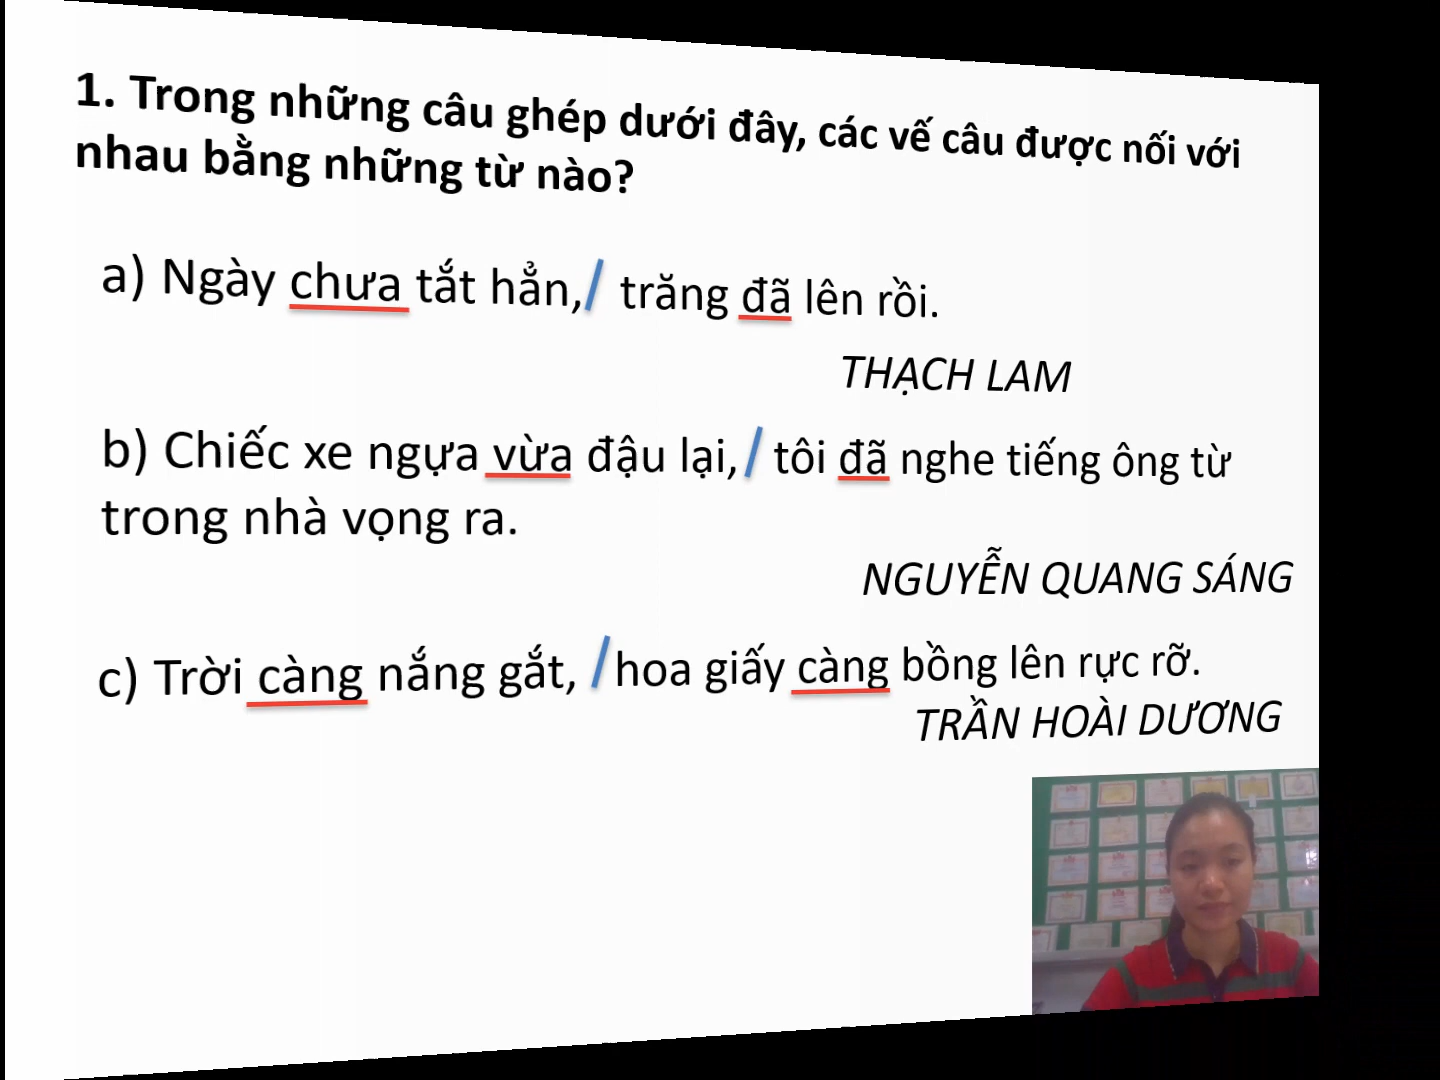 1. Trong những câu ghép dưới đây, các vế câu được nối với
nhau bằng những từ nào?
a) Ngày chưa tắt hẳn,/ trăng đã lên rồi.
THẠCH LAM
b) Chiếc xe ngựa vừa đậu lại,/ tôi đã nghe tiếng ông từ
trong nhà vọng ra.
NGUYỄN QUANG SÁNG
c) Trời càng nắng gắt, /hoa giấy càng bồng lên rực rỡ.
TRẦN HOÀI DƯƠNG